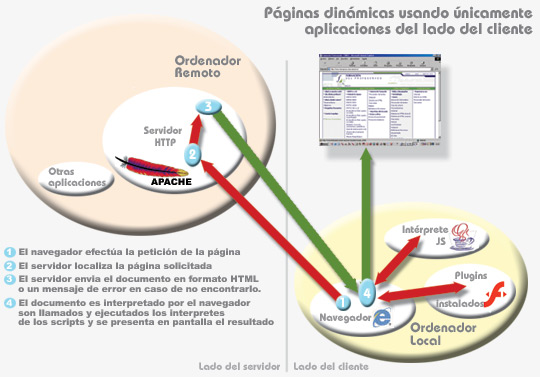 Páginas dinámicas usando únicamente
aplicaciones del lado del cliente
Ordenador
Remoto
3
Servidor
HTTP
2
APACHE
Otras
aplicaciones
1 El navegador efectúa la petición de la página
2 El servidor localiza la página solicitada
3 El servidor envia el documento en formato HTML
o un mensaje de error en caso de no encontrarlo.
4 El documento es interpretado por el navegador
son llamados y ejecutados los interpretes
de los scripts y se presenta en pantalla el resultado
Intérprete
JS
Plugins
Instalados
1
4
Navegador
Ordenador
Local
Lado del servidor
Lado del cliente